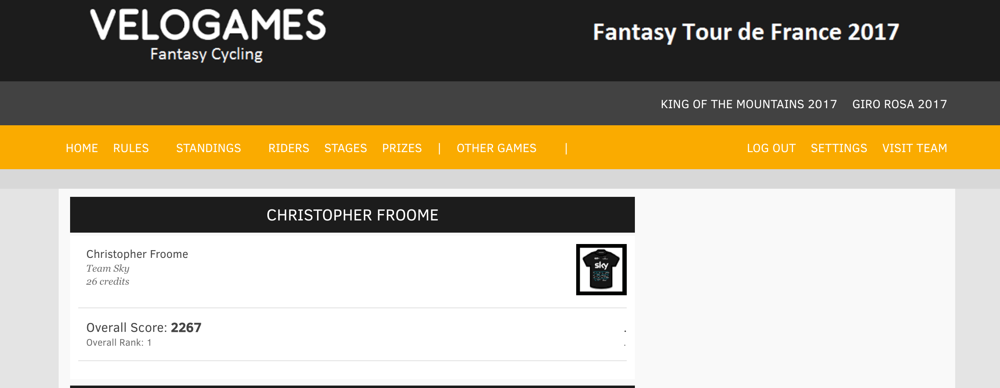 VELOGAMES
Fantasy Cycling
Fantasy Tour de France 2017
KING OF THE MOUNTAINS 2017 GIRO ROSA 2017
HOME RULES STANDINGS RIDERS STAGES PRIZES | OTHER GAMES | LOG OUT SETTINGS VISIT TEAM
CHRISTOPHER FROOME
Christopher Froome
Team Sky
26 credits
sky
Overall Score: 2267 .
Overall Rank: 1 .